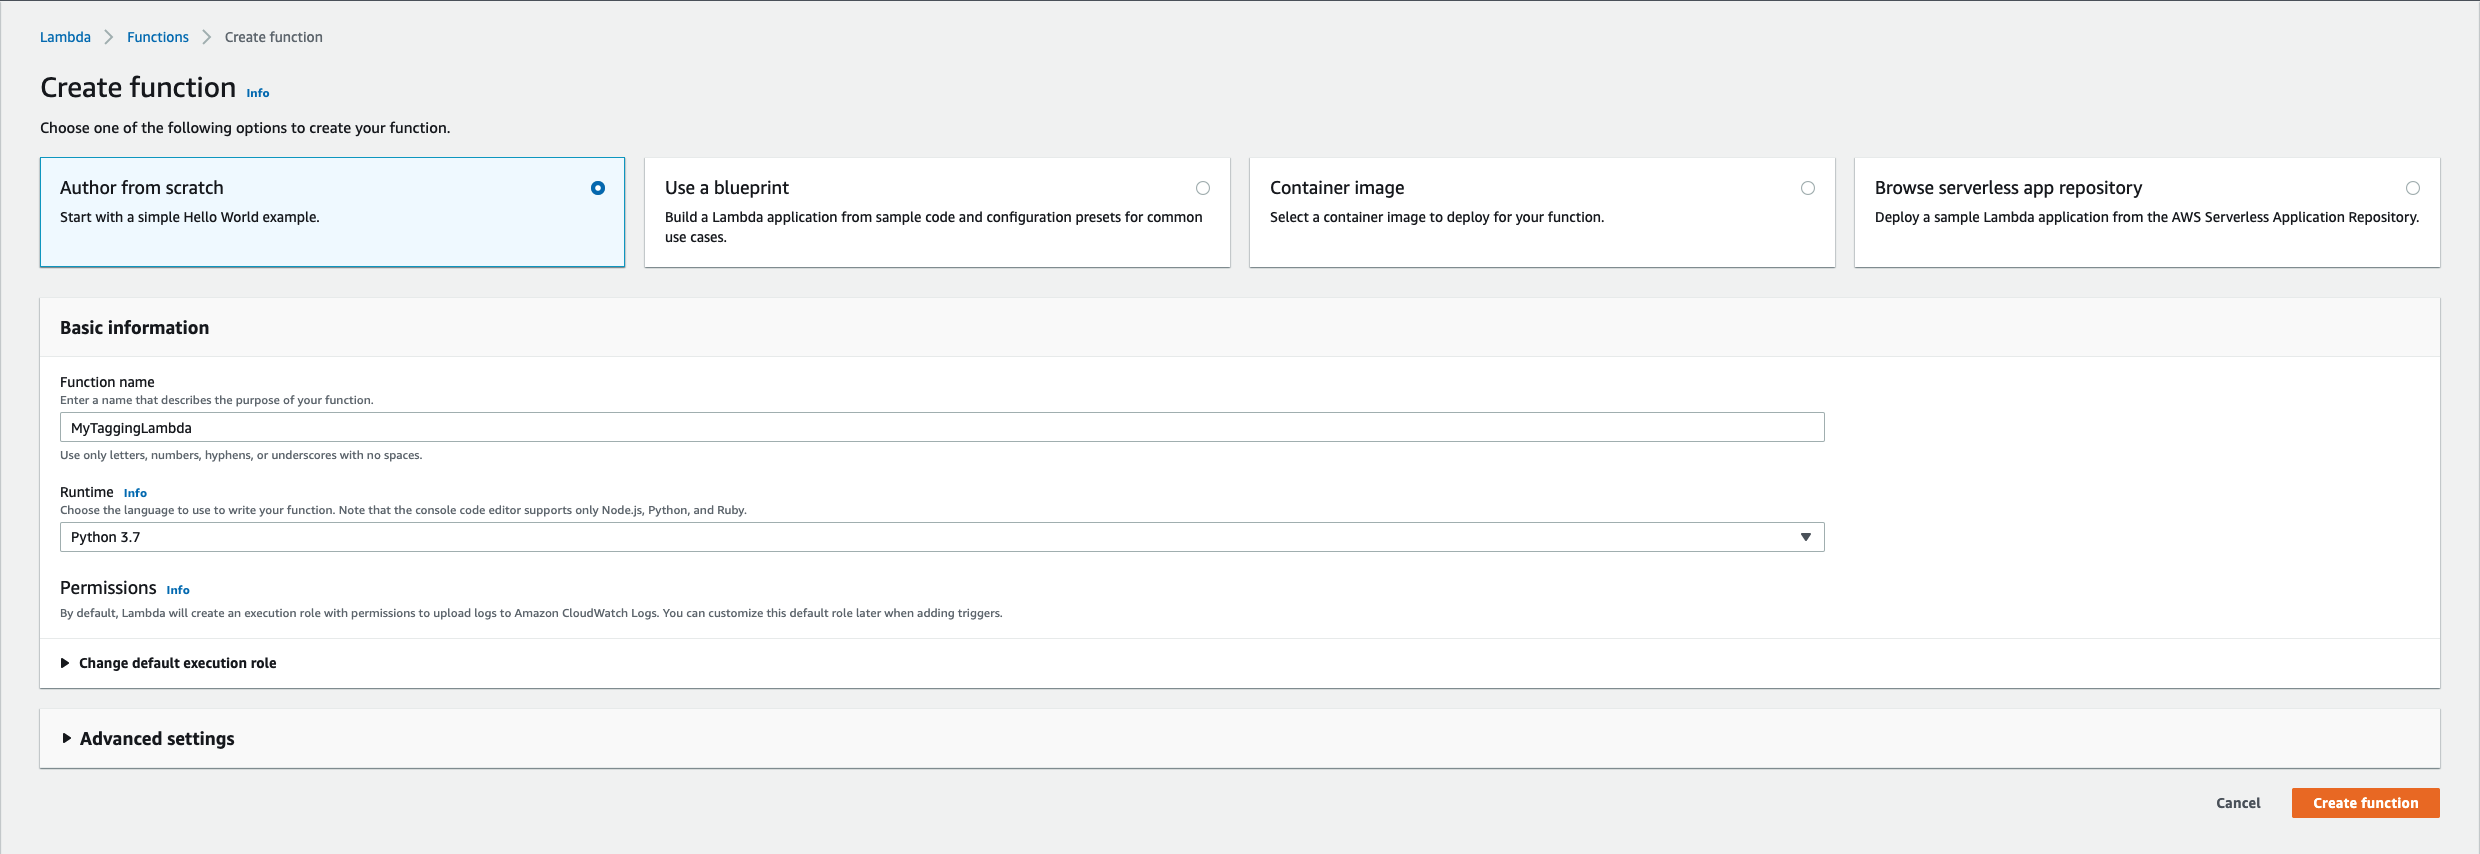 Lambda
Functions
Create function
Create function Info
Choose one of the following options to create your function.
Author from scratch
Start with a simple Hello World example.
Use a blueprint
Build a Lambda application from sample code and configuration presets for common
use cases.
Container image
Select a container image to deploy for your function.
Browse serverless app repository
Deploy a sample Lambda application from the AWS Serverless Application Repository.
Basic information
Function name
Enter a name that describes the purpose of your function.
MyTaggingLambda
Use only letters, numbers, hyphens, or underscores with no spaces.
Runtime Info
Choose the language to use to write your function. Note that the console code editor supports only Node.js, Python, and Ruby.
Python 3.7
Permissions Info
By default, Lambda will create an execution role with permissions to upload logs to Amazon CloudWatch Logs. You can customize this default role later when adding triggers.
Change default execution role
Advanced settings
Cancel
Create function